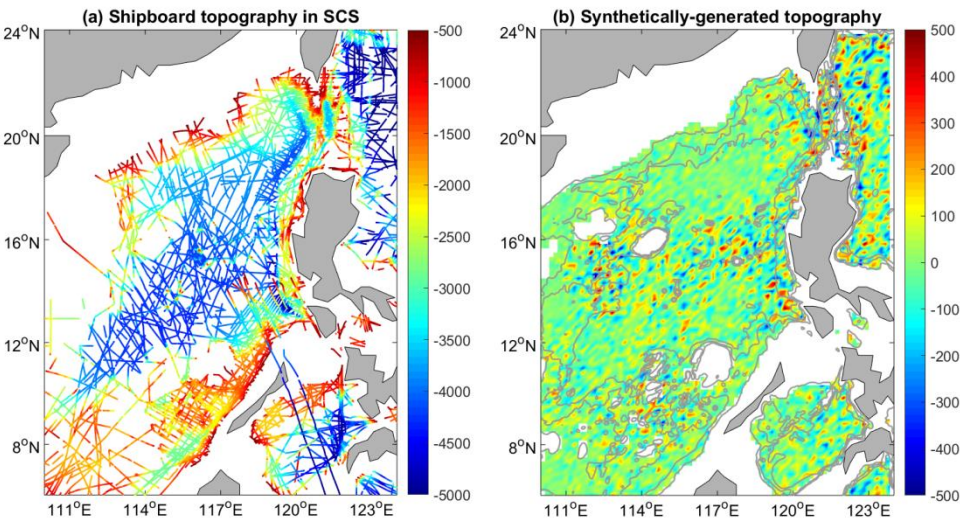 (a) Shipboard topography in SCS
24°N
20°N
16°N
12°N
8°N
111°E 114°E 117°E 120°E 123°E
-500
-1000
-1500
-2000
-2500
-3000
-3500
-4000
-4500
-5000
(b) Synthetically-generated topography
24°N
20°N
16°N
12°N
8°N
111°E 114°E 117°E 120°E 123°E
500
400
300
200
100
0
-100
-200
-300
-400
-500